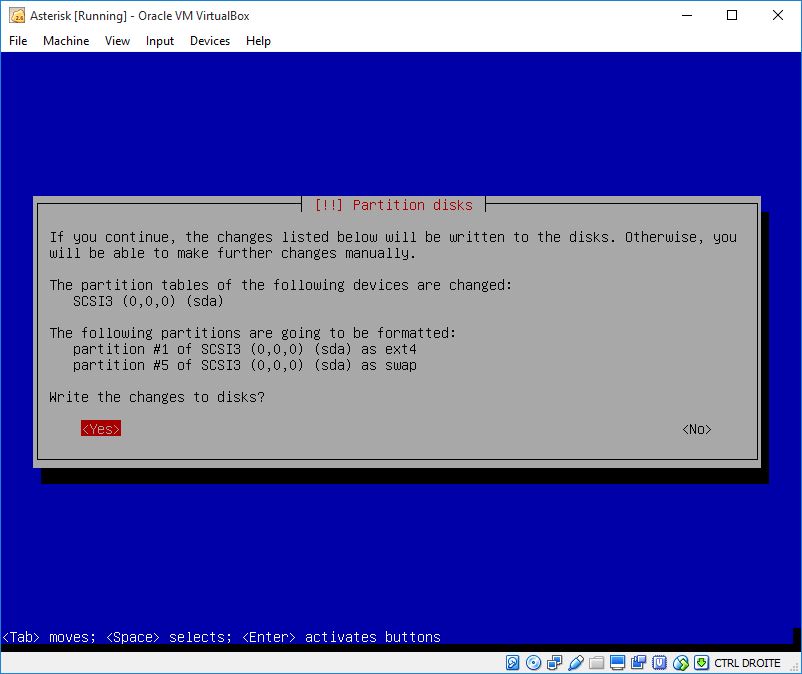 Asterisk [Running] - Oracle VM VirtualBox
File Machine View Input Devices Help
[!!] Partition disks
If you continue, the changes listed below will be written to the disks. Otherwise, you
will be able to make further changes manually.
The partition tables of the following devices are changed:
SCSI3 (0,0,0) (sda)
The following partitions are going to be formatted:
partition #1 of SCSI3 (0,0,0) (sda) as ext4
partition #5 of SCSI3 (0,0,0) (sda) as swap
Write the changes to disks?
<Yes> <No>
<Tab> moves; <Space> selects; <Enter> activates buttons
CTRL DROITE